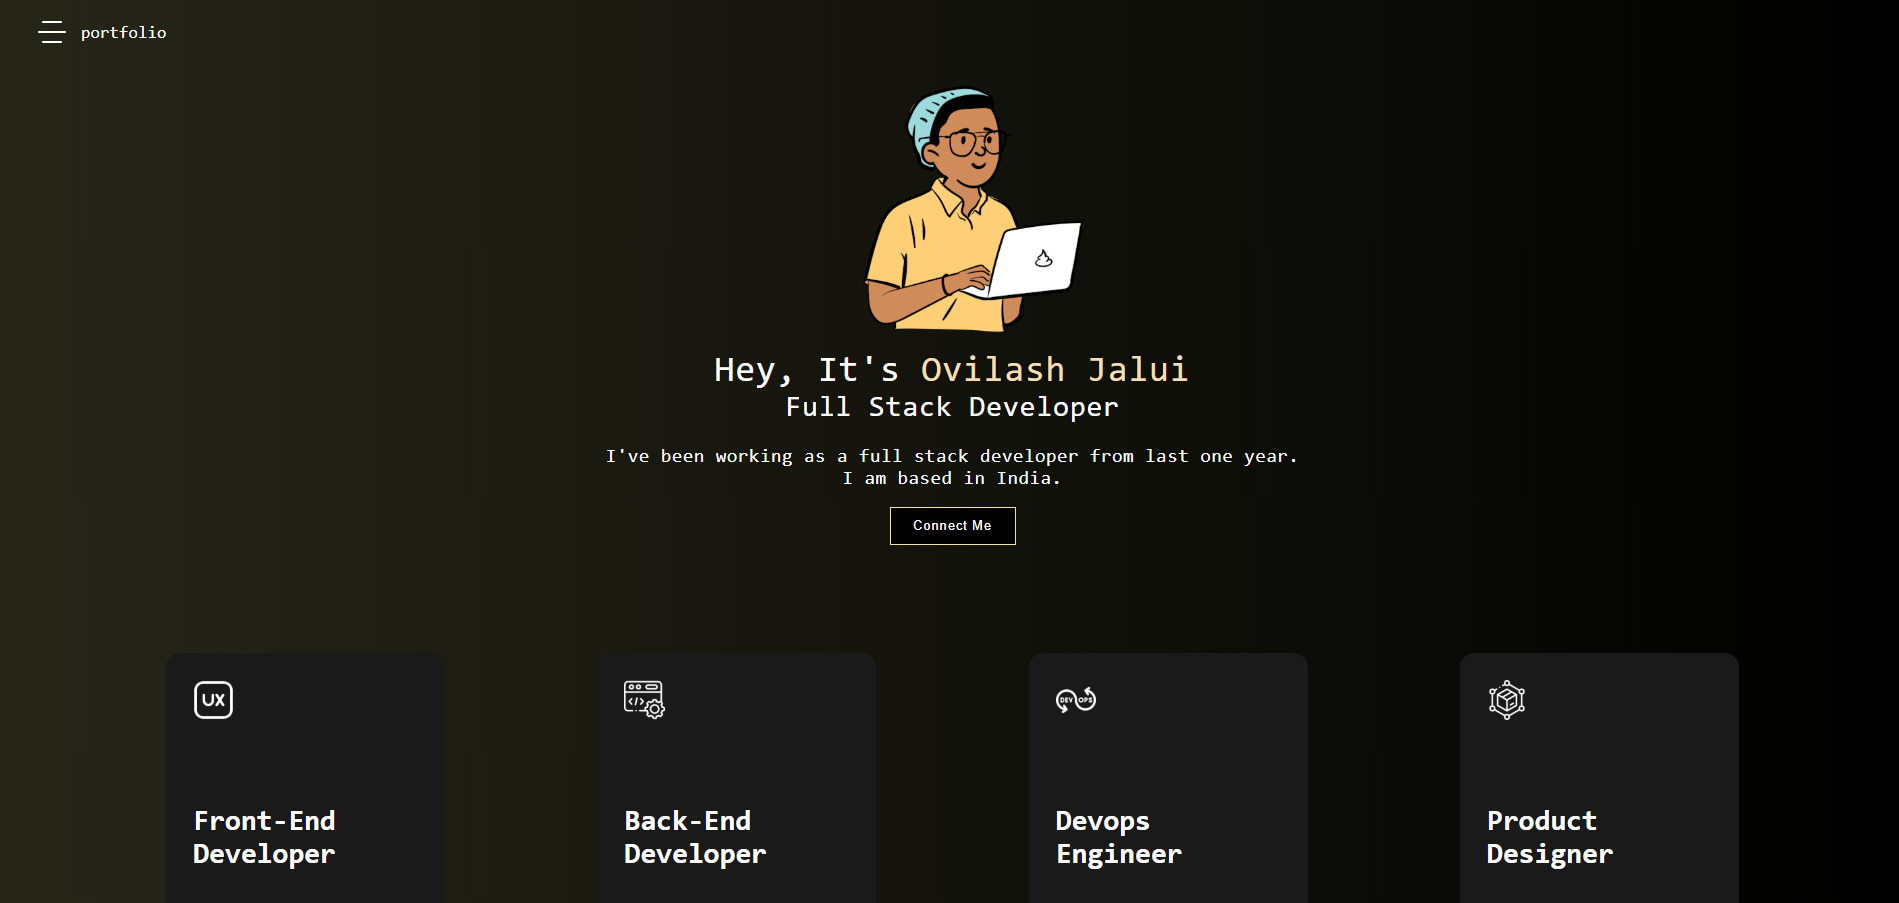 portfolio
Hey, It's Ovilash Jalui
Full Stack Developer
I've been working as a full stack developer from last one year.
I am based in India.
Connect Me
UX
</>
DEV OPS
Front-End
Developer
Back-End
Developer
Devops
Engineer
Product
Designer